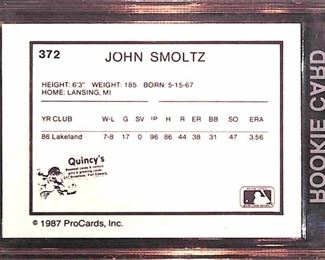 372 JOHN SMOLTZ
HEIGHT: 6'3" WEIGHT: 185 BORN: 5-15-67
HOME: LANSING, MI
YR CLUB W-L G SV IP H R ER BB SO ERA
86 Lakeland 7-8 17 0 96 86 44 38 31 47 3.56
Quincy's
© 1987 ProCards, Inc.
ROOKIE CARD